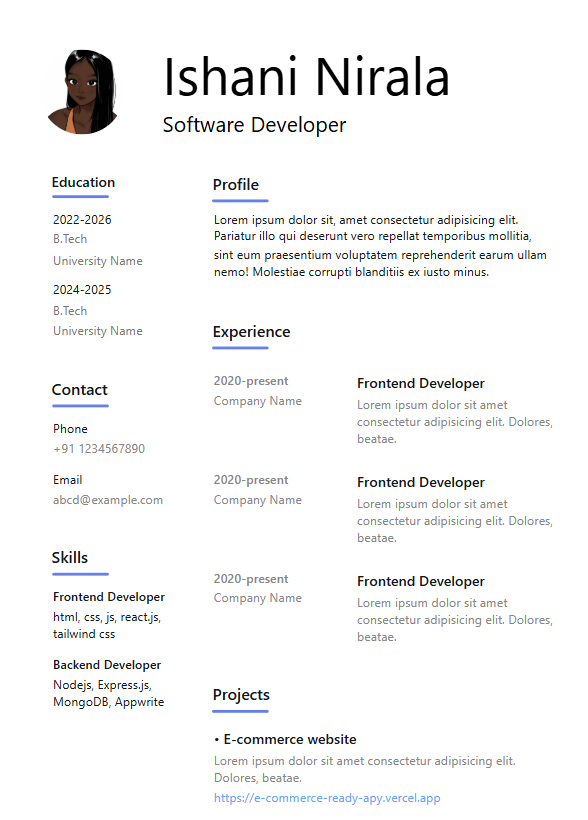 Ishani Nirala
Software Developer
Education
2022-2026
B.Tech
University Name
2024-2025
B.Tech
University Name
Contact
Phone
+91 1234567890
Email
abcd@example.com
Skills
Frontend Developer
html, css, js, react.js,
tailwind css
Backend Developer
Nodejs, Express.js,
MongoDB, Appwrite
Profile
Lorem ipsum dolor sit, amet consectetur adipisicing elit.
Pariatur illo qui deserunt vero repellat temporibus mollitia,
sint eum praesentium voluptatem reprehenderit earum ullam
nemo! Molestiae corrupti blanditiis ex iusto minus.
Experience
2020-present
Company Name
Frontend Developer
Lorem ipsum dolor sit amet
consectetur adipisicing elit. Dolores,
beatae.
2020-present
Company Name
Frontend Developer
Lorem ipsum dolor sit amet
consectetur adipisicing elit. Dolores,
beatae.
2020-present
Company Name
Frontend Developer
Lorem ipsum dolor sit amet
consectetur adipisicing elit. Dolores,
beatae.
Projects
• E-commerce website
Lorem ipsum dolor sit amet consectetur adipisicing elit.
Dolores, beatae.
https://e-commerce-ready-apy.vercel.app